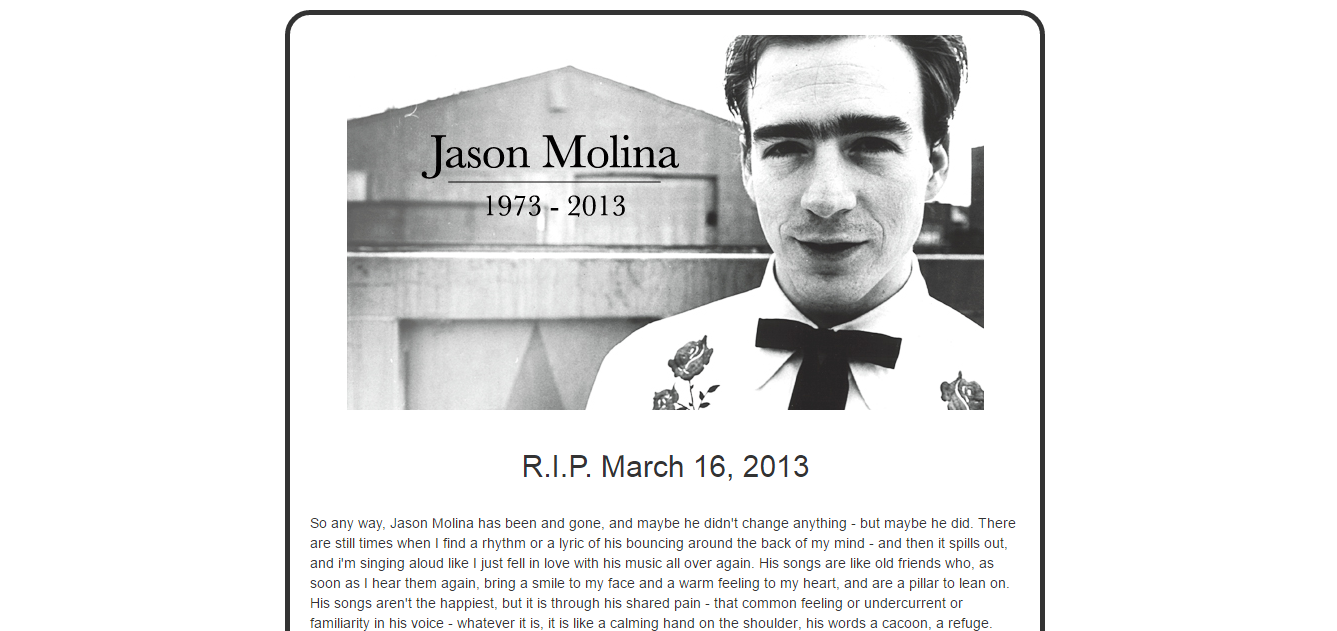 Jason Molina
1973 - 2013
R.I.P. March 16, 2013
So any way, Jason Molina has been and gone, and maybe he didn't change anything - but maybe he did. There
are still times when I find a rhythm or a lyric of his bouncing around the back of my mind - and then it spills out,
and i'm singing aloud like I just fell in love with his music all over again. His songs are like old friends who, as
soon as I hear them again, bring a smile to my face and a warm feeling to my heart, and are a pillar to lean on.
His songs aren't the happiest, but it is through his shared pain - that common feeling or undercurrent or
familiarity in his voice - whatever it is, it is like a calming hand on the shoulder, his words a cacoon, a refuge.